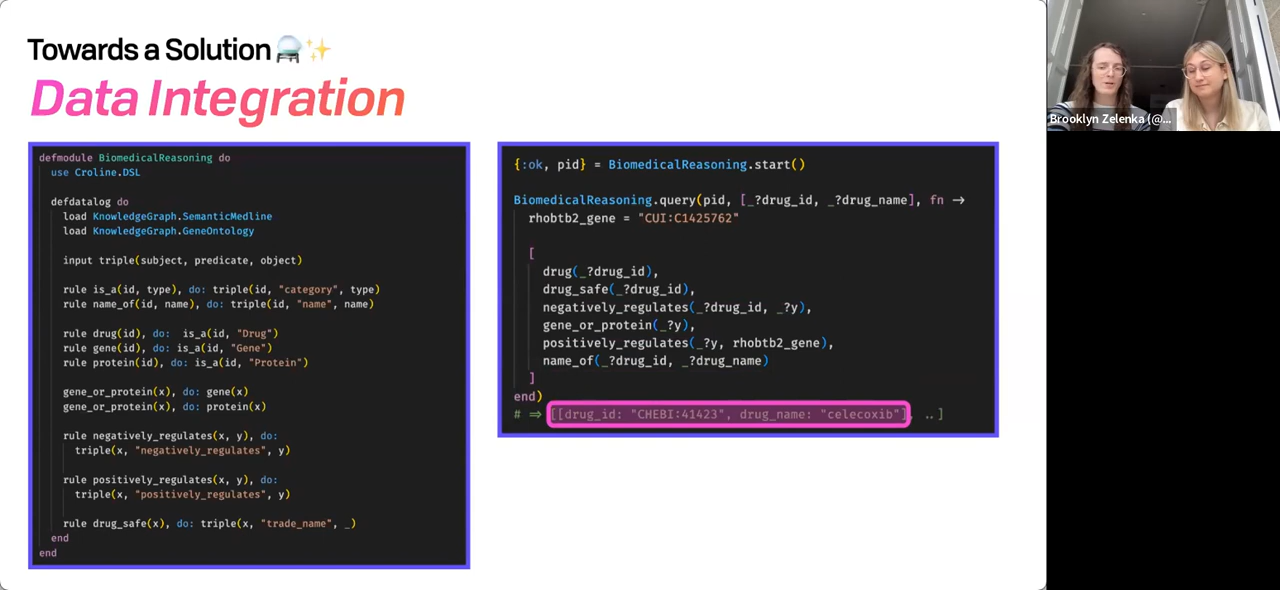 Towards a Solution🔮✨
Data Integration
defmodule BiomedicalReasoning do
use Croline.DSL
defdatalog do
load KnowledgeGraph.SemanticMedline
load KnowledgeGraph.GeneOntology
input triple(subject, predicate, object)
rule is_a(id, type), do: triple(id, "category", type)
rule name_of(id, name), do: triple(id, "name", name)
rule drug(id), do:  is_a(id, "Drug")
rule gene(id), do: is_a(id, "Gene")
rule protein(id), do: is_a(id, "Protein")
gene_or_protein(x), do: gene(x)
gene_or_protein(x), do: protein(x)
rule negatively_regulates(x, y), do:
triple(x, "negatively_regulates", y)
rule positively_regulates(x, y), do:
triple(x, "positively_regulates", y)
rule drug_safe(x), do: triple(x, "trade_name", _)
end
end
{:ok, pid} = BiomedicalReasoning.start()
BiomedicalReasoning.query(pid, [_?drug_id, _?drug_name], fn →
rhobtb2_gene = "CUI:C1425762"
[
drug(_?drug_id),
drug_safe(_?drug_id),
negatively_regulates(_?drug_id, _?y),
gene_or_protein(_?y),
positively_regulates(_?y, rhobtb2_gene),
name_of(_?drug_id, _?drug_name)
]
end)
# ⇒ [[drug_id: "CHEBI:41423", drug_name: "celecoxib"], ..]
Brooklyn Zelenka (@...